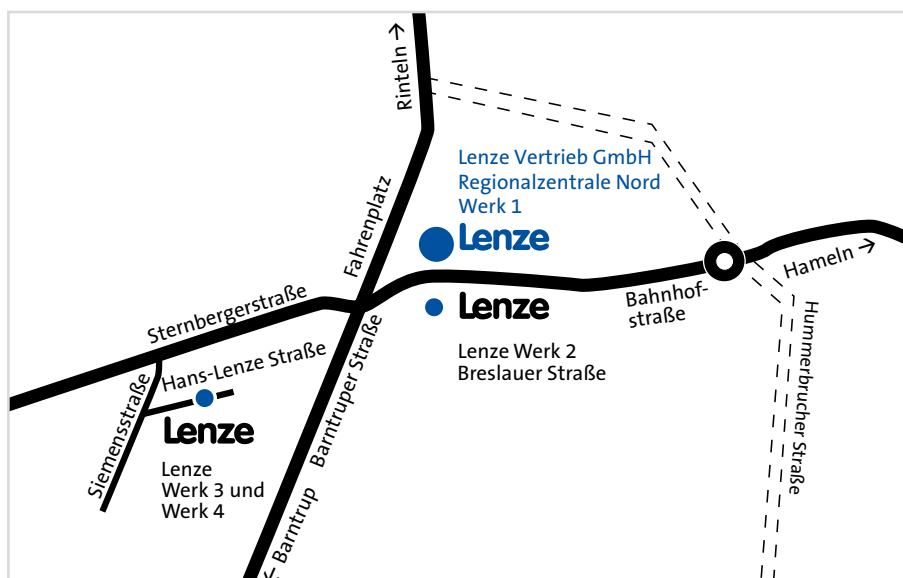 Rinteln →
Lenze Vertrieb GmbH
Regionalzentrale Nord
Werk 1
Lenze
Fahrenplatz
Hameln →
Bahnhof-
straße
Sternbergerstraße
Lenze
Lenze Werk 2
Breslauer Straße
Hummerbrucher Straße
Hans-Lenze Straße
Barntruper Straße
Siemensstraße
Lenze
Lenze
Werk 3 und
Werk 4
← Barntrup